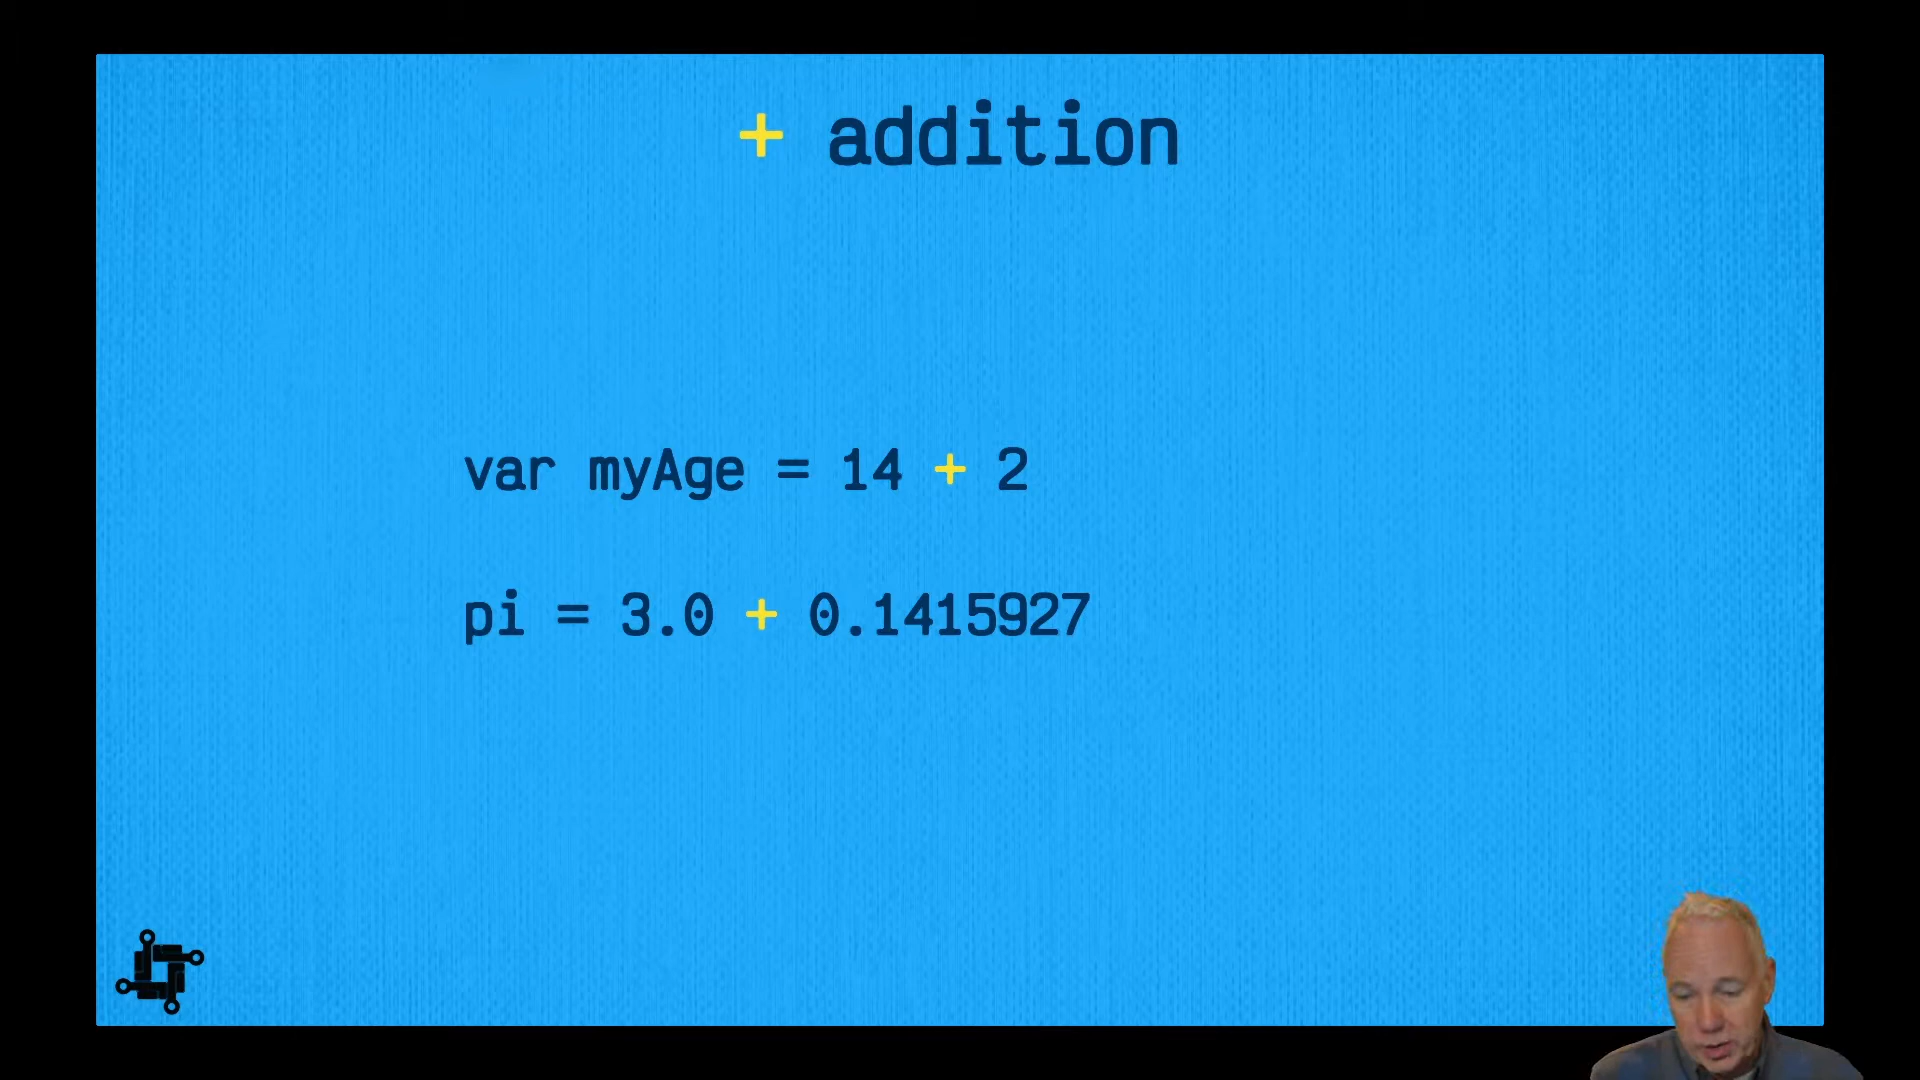 + addition
var myAge = 14 + 2
pi = 3.0 + 0.1415927